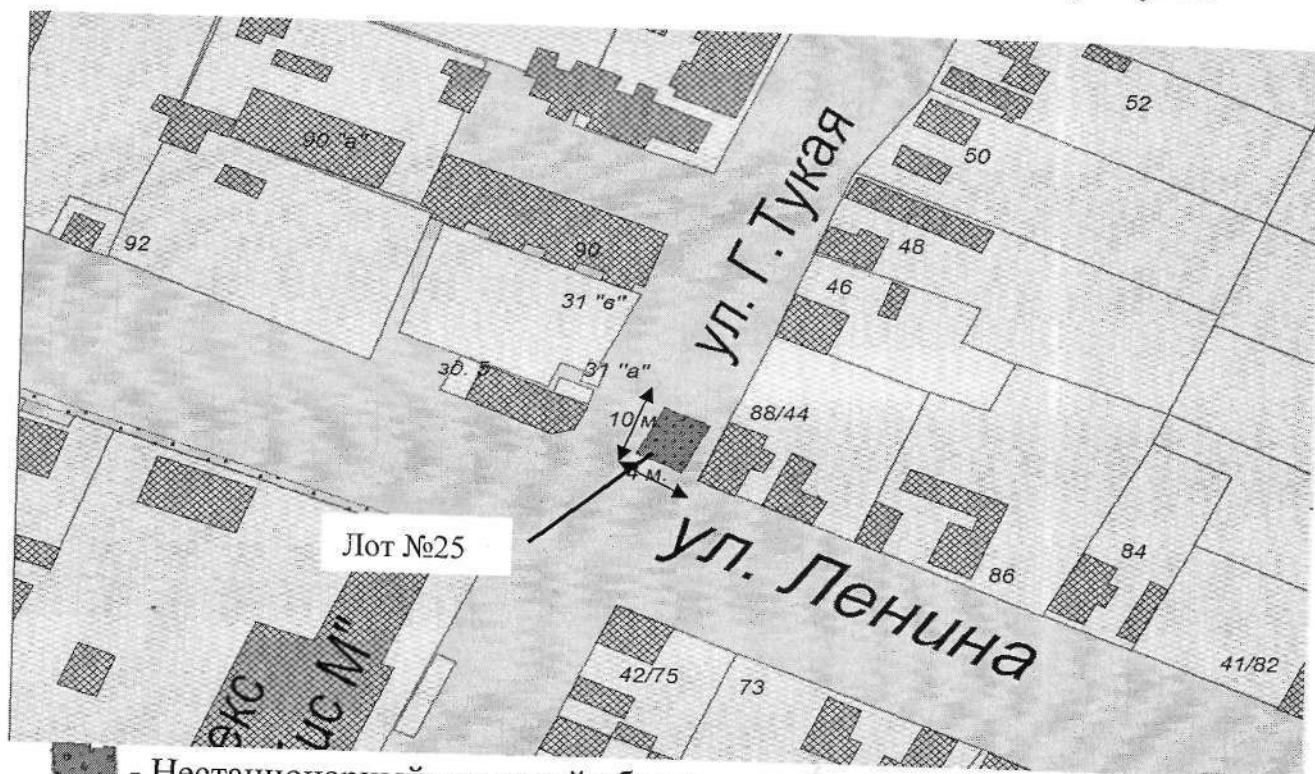 52
50
90 "а"
ул. Г.Тукая
48
92
90
46
31 "в"
зд. 5
31 "а"
10 м
88/44
4 м.
Лот №25
ул. Ленина
86
84
41/82
42/75
73
М"
- Нестационарный